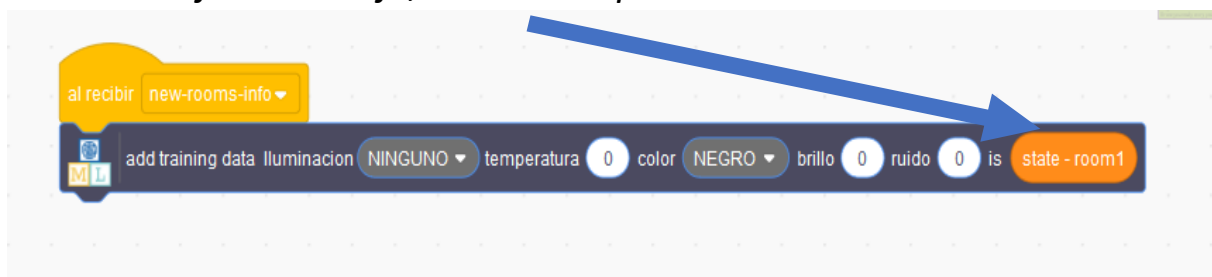 al recibir new-rooms-info
ML add training data Iluminacion NINGUNO temperatura 0 color NEGRO brillo 0 ruido 0 is state - room1